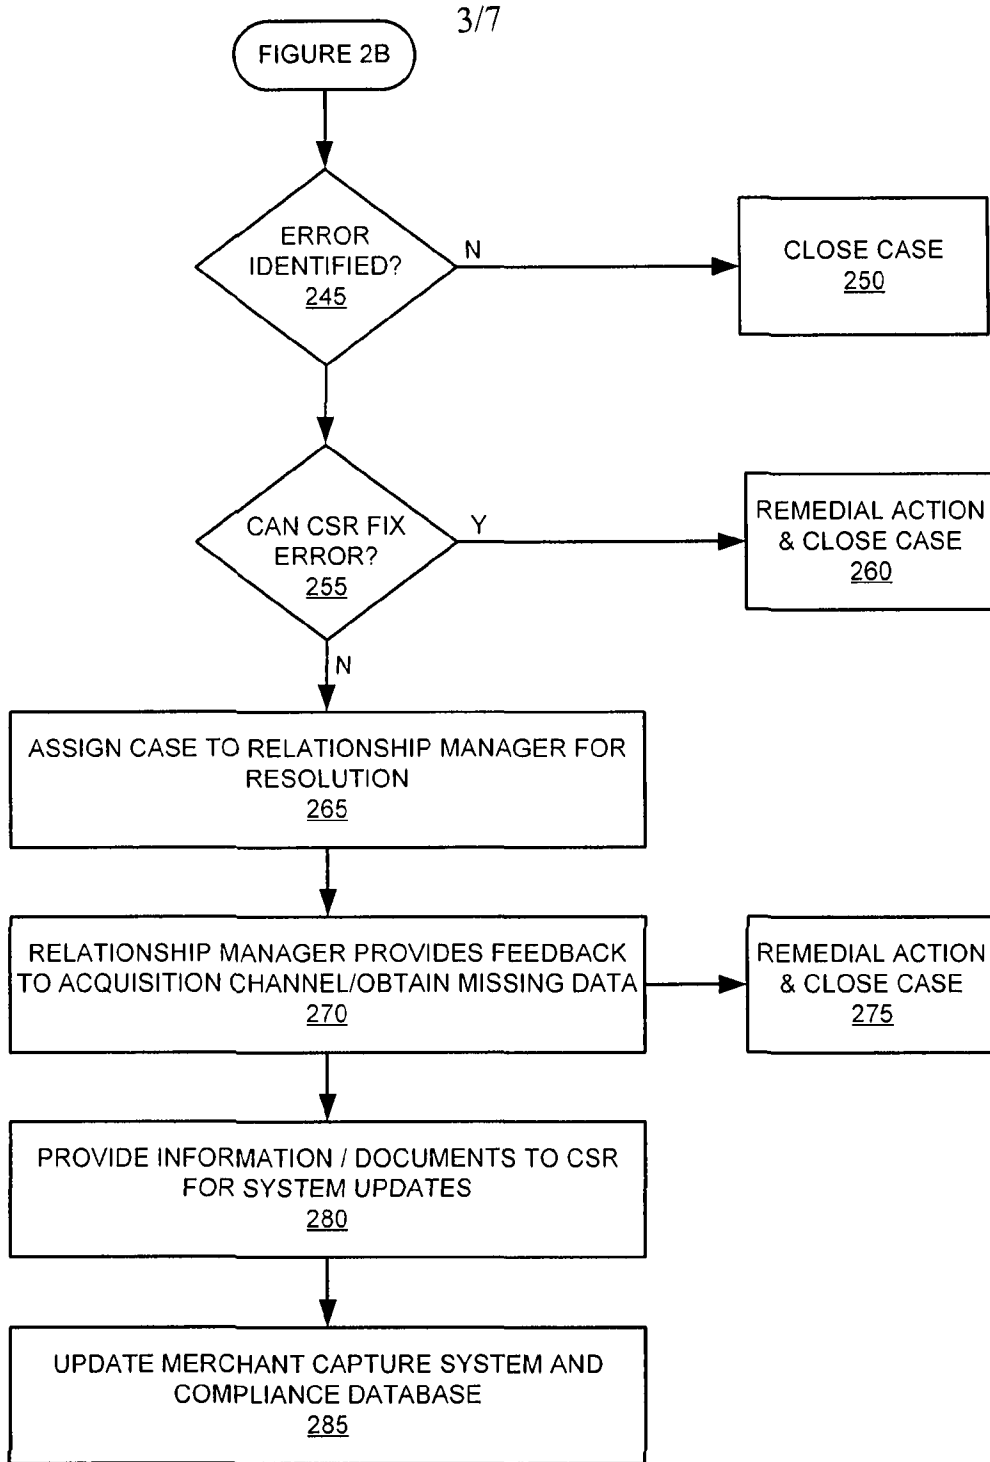 3/7
FIGURE 2B
ERROR
IDENTIFIED?
245
N
CLOSE CASE
250
CAN CSR FIX
ERROR?
255
Y
REMEDIAL ACTION
& CLOSE CASE
260
N
ASSIGN CASE TO RELATIONSHIP MANAGER FOR
RESOLUTION
265
RELATIONSHIP MANAGER PROVIDES FEEDBACK
TO ACQUISITION CHANNEL/OBTAIN MISSING DATA
270
REMEDIAL ACTION
& CLOSE CASE
275
PROVIDE INFORMATION / DOCUMENTS TO CSR
FOR SYSTEM UPDATES
280
UPDATE MERCHANT CAPTURE SYSTEM AND
COMPLIANCE DATABASE
285